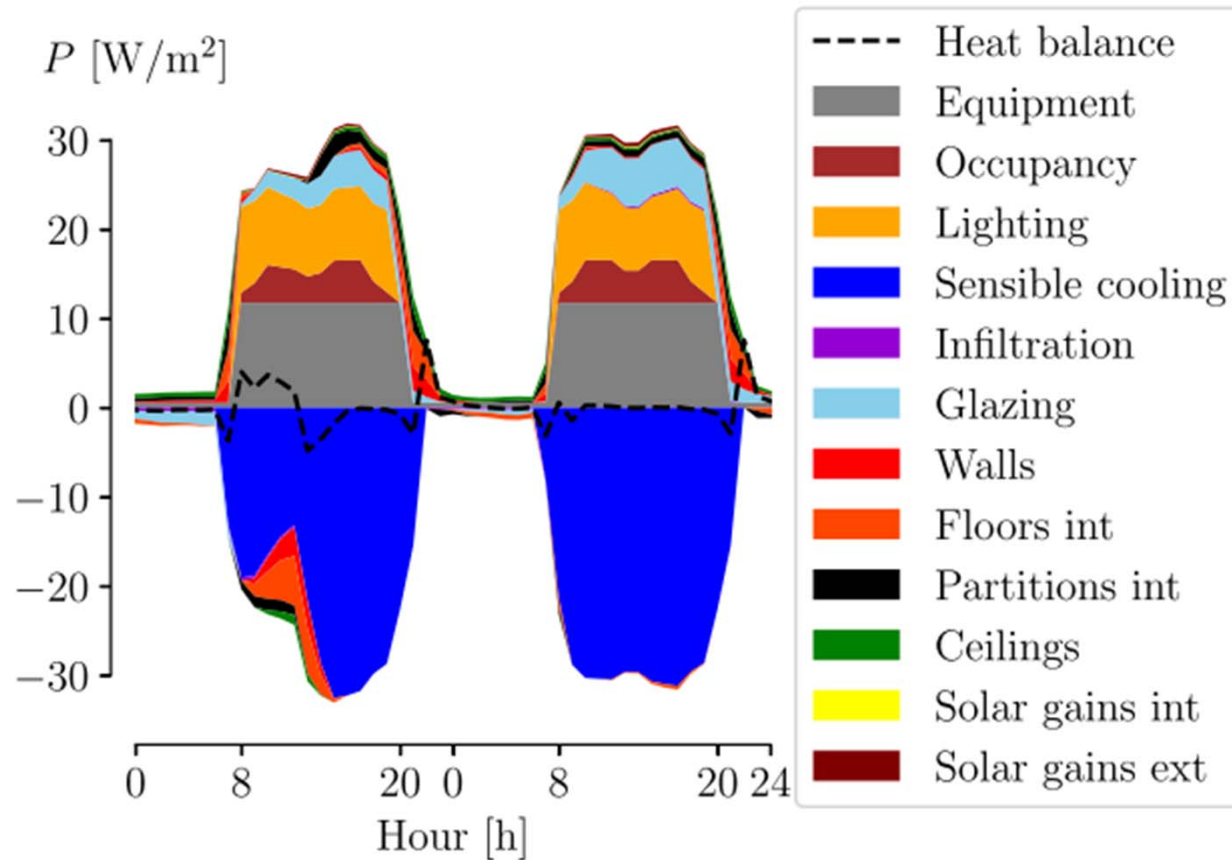 P [W/m²]
30
20
10
0
−10
−20
−30
0 8 20 0 8 20 24
Hour [h]
Heat balance
Equipment
Occupancy
Lighting
Sensible cooling
Infiltration
Glazing
Walls
Floors int
Partitions int
Ceilings
Solar gains int
Solar gains ext